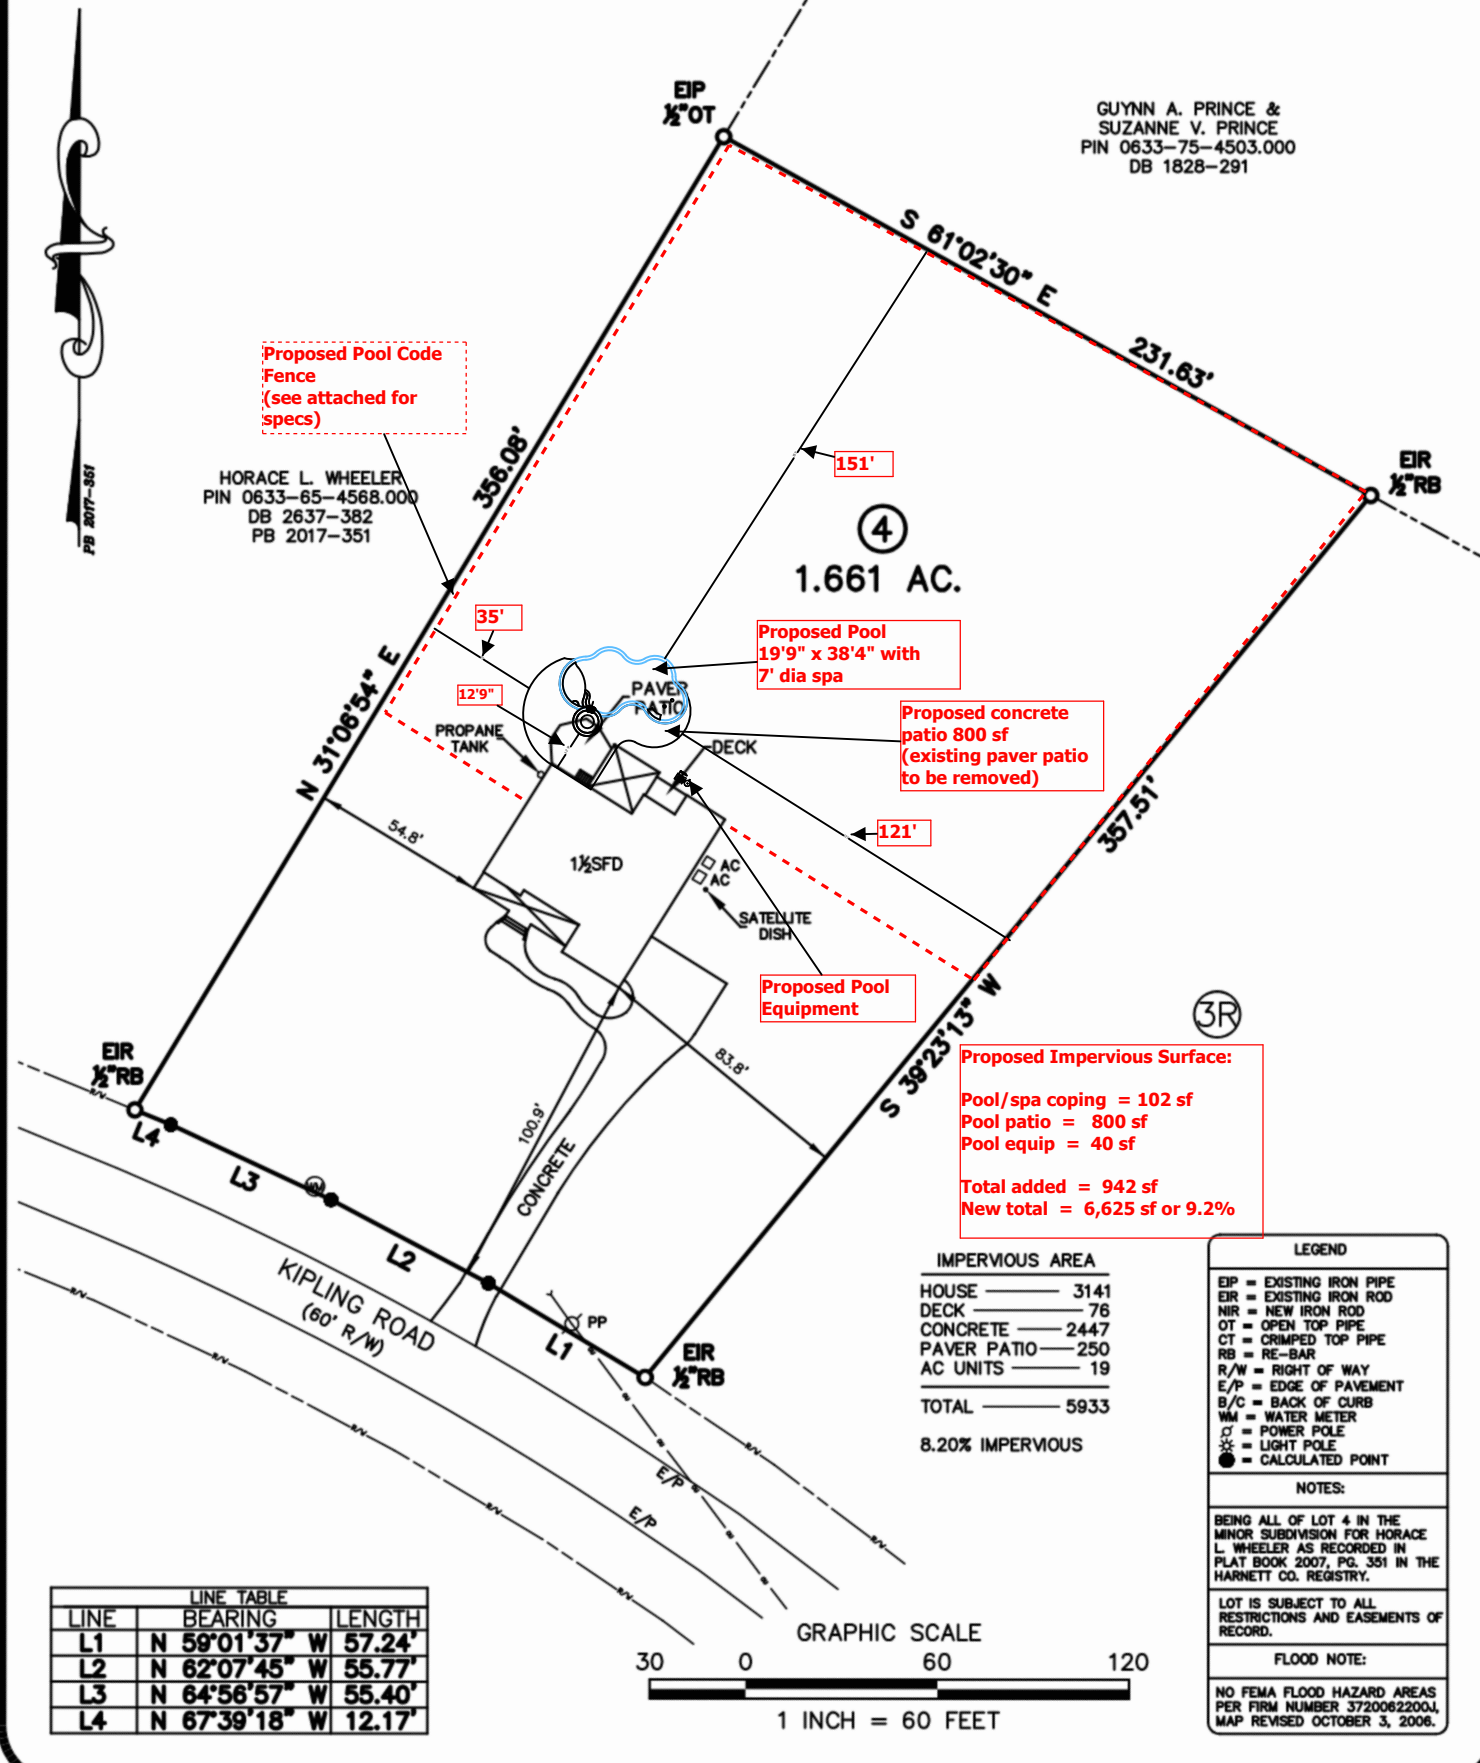 EIP
½"OT
GUYNN A. PRINCE &
SUZANNE V. PRINCE
PIN 0633-75-4503.000
DB 1828-291
S 61°02'30" E
231.63'
Proposed Pool Code
Fence
(see attached for
specs)
356.08'
HORACE L. WHEELER
PIN 0633-65-4568.000
DB 2637-382
PB 2017-351
PB 2017-351
151'
EIR
½"RB
4
1.661 AC.
35'
Proposed Pool
19'9" x 38'4" with
7' dia spa
12'9"
PAVER
PATIO
N 31°06'54" E
PROPANE
TANK
DECK
Proposed concrete
patio 800 sf
(existing paver patio
to be removed)
121'
357.51'
54.8'
1½SFD
AC
AC
SATELLITE
DISH
Proposed Pool
Equipment
S 39°23'13" W
3R
EIR
½"RB
83.8'
100.9'
CONCRETE
Proposed Impervious Surface:
Pool/spa coping = 102 sf
Pool patio = 800 sf
Pool equip = 40 sf
Total added = 942 sf
New total = 6,625 sf or 9.2%
R/W
L4
L3
WM
L2
KIPLING ROAD
(60' R/W)
PP
L1
EIR
½"RB
R/W
R/W
R/W
E/P
E/P
R/W
R/W
R/W
R/W
IMPERVIOUS AREA
HOUSE 3141
DECK 76
CONCRETE 2447
PAVER PATIO 250
AC UNITS 19
TOTAL 5933
8.20% IMPERVIOUS
LEGEND
EIP = EXISTING IRON PIPE
EIR = EXISTING IRON ROD
NIR = NEW IRON ROD
OT = OPEN TOP PIPE
CT = CRIMPED TOP PIPE
RB = RE-BAR
R/W = RIGHT OF WAY
E/P = EDGE OF PAVEMENT
B/C = BACK OF CURB
WM = WATER METER
= POWER POLE
= LIGHT POLE
= CALCULATED POINT
NOTES:
BEING ALL OF LOT 4 IN THE
MINOR SUBDIVISION FOR HORACE
L. WHEELER AS RECORDED IN
PLAT BOOK 2007, PG. 351 IN THE
HARNETT CO. REGISTRY.
LOT IS SUBJECT TO ALL
RESTRICTIONS AND EASEMENTS OF
RECORD.
FLOOD NOTE:
NO FEMA FLOOD HAZARD AREAS
PER FIRM NUMBER 3720062200J,
MAP REVISED OCTOBER 3, 2006.
LINE TABLE
LINE BEARING LENGTH
L1 N 59°01'37" W 57.24'
L2 N 62°07'45" W 55.77'
L3 N 64°56'57" W 55.40'
L4 N 67°39'18" W 12.17'
GRAPHIC SCALE
30 0 60 120
1 INCH = 60 FEET